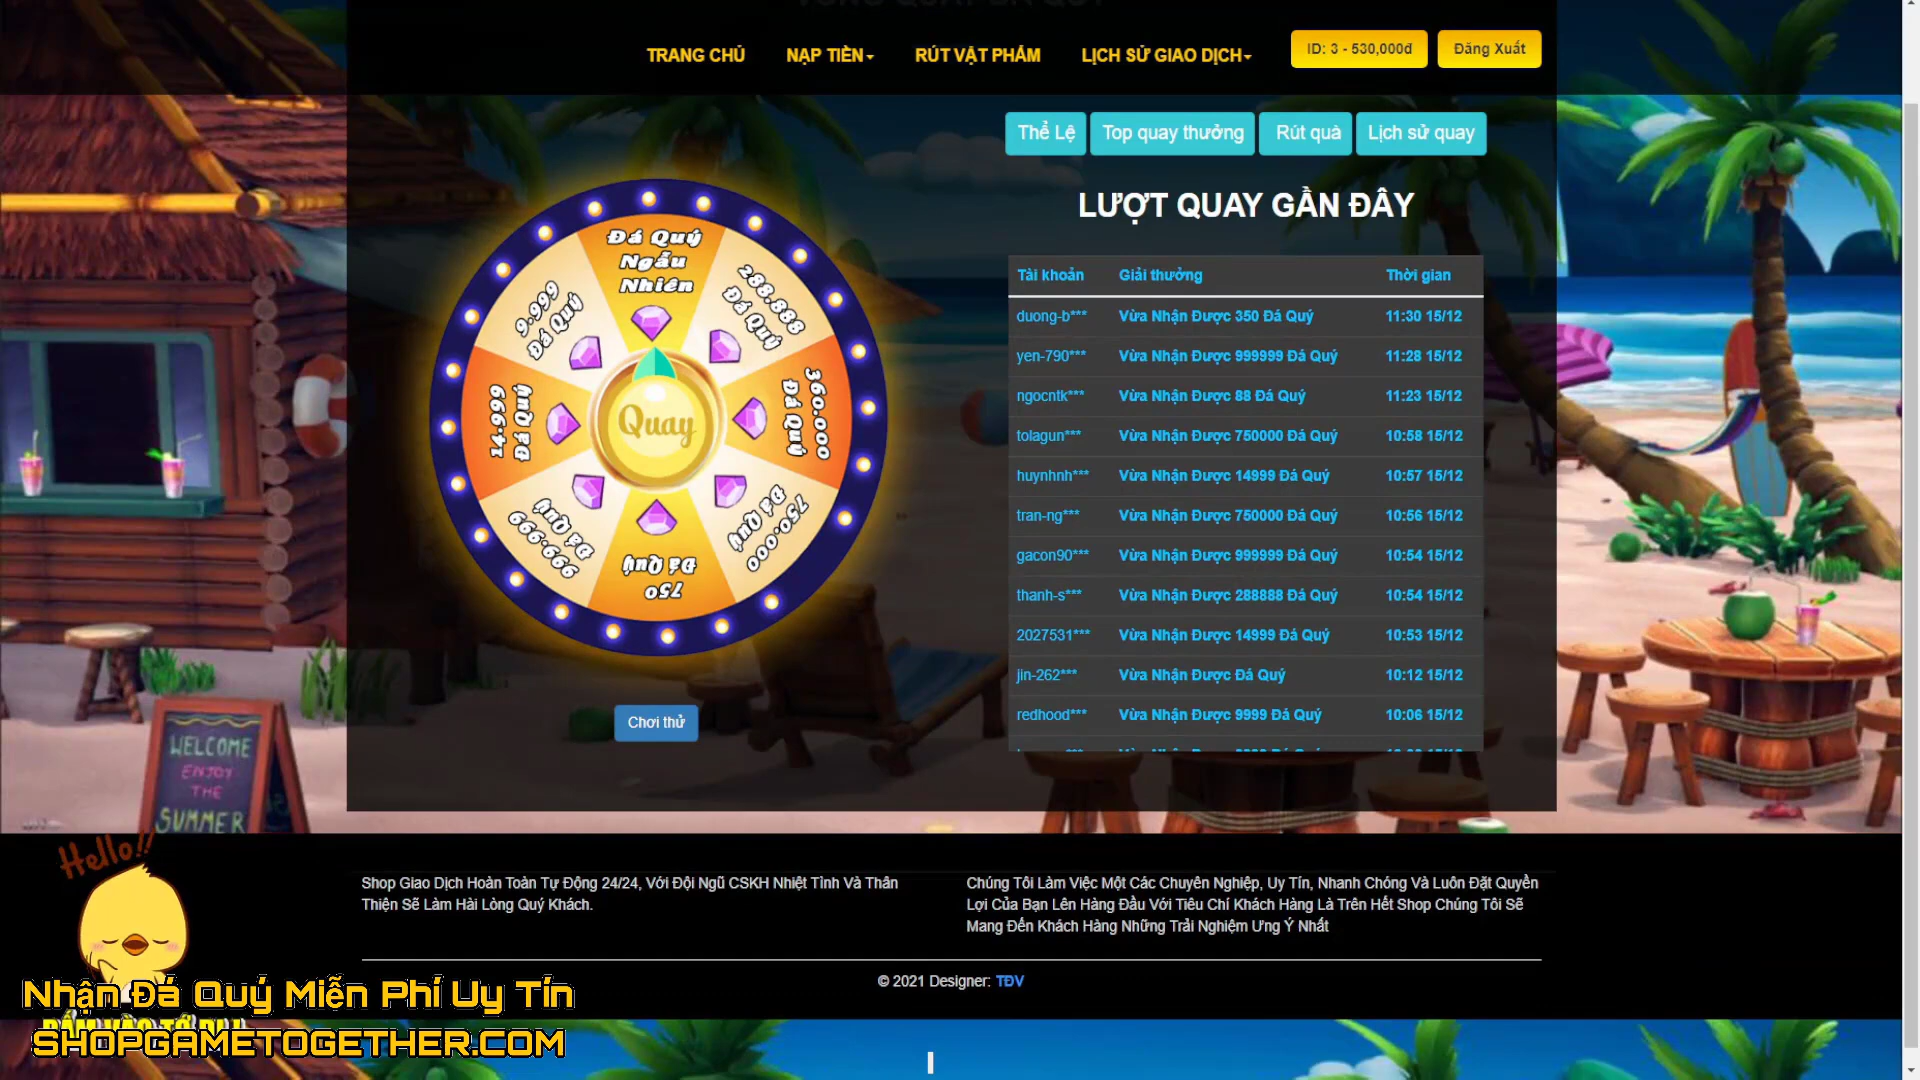 VÒNG QUAY ĐÁ QUÝ
TRANG CHỦ
NẠP TIỀN
RÚT VẬT PHẨM
LỊCH SỬ GIAO DỊCH
ID: 3 - 530,000đ
Đăng Xuất
Thể Lệ
Top quay thưởng
Rút quà
Lịch sử quay
LƯỢT QUAY GẦN ĐÂY
Tài khoản Giải thưởng Thời gian
duong-b*** Vừa Nhận Được 350 Đá Quý 11:30 15/12
yen-790*** Vừa Nhận Được 999999 Đá Quý 11:28 15/12
ngocntk*** Vừa Nhận Được 88 Đá Quý 11:23 15/12
tolagun*** Vừa Nhận Được 750000 Đá Quý 10:58 15/12
huynhnh*** Vừa Nhận Được 14999 Đá Quý 10:57 15/12
tran-ng*** Vừa Nhận Được 750000 Đá Quý 10:56 15/12
gacon90*** Vừa Nhận Được 999999 Đá Quý 10:54 15/12
thanh-s*** Vừa Nhận Được 288888 Đá Quý 10:54 15/12
2027531*** Vừa Nhận Được 14999 Đá Quý 10:53 15/12
jin-262*** Vừa Nhận Được Đá Quý 10:12 15/12
redhood*** Vừa Nhận Được 9999 Đá Quý 10:06 15/12
Đá Quý
Ngẫu
Nhiên
288.888
Đá Quý
360.000
Đá Quý
750.000
Đá Quý
750
Đá Quý
999.999
Đá Quý
14.999
Đá Quý
9.999
Đá Quý
Quay
Chơi thử
WELCOME
ENJOY
THE
SUMMER
Hello!!
Shop Giao Dịch Hoàn Toàn Tự Động 24/24, Với Đội Ngũ CSKH Nhiệt Tình Và Thân
Thiện Sẽ Làm Hài Lòng Quý Khách.
Chúng Tôi Làm Việc Một Các Chuyên Nghiệp, Uy Tín, Nhanh Chóng Và Luôn Đặt Quyền
Lợi Của Bạn Lên Hàng Đầu Với Tiêu Chí Khách Hàng Là Trên Hết Shop Chúng Tôi Sẽ
Mang Đến Khách Hàng Những Trải Nghiệm Ưng Ý Nhất
© 2021 Designer: TĐV
Nhận Đá Quý Miễn Phí Uy Tín
SHOPGAMETOGETHER.COM